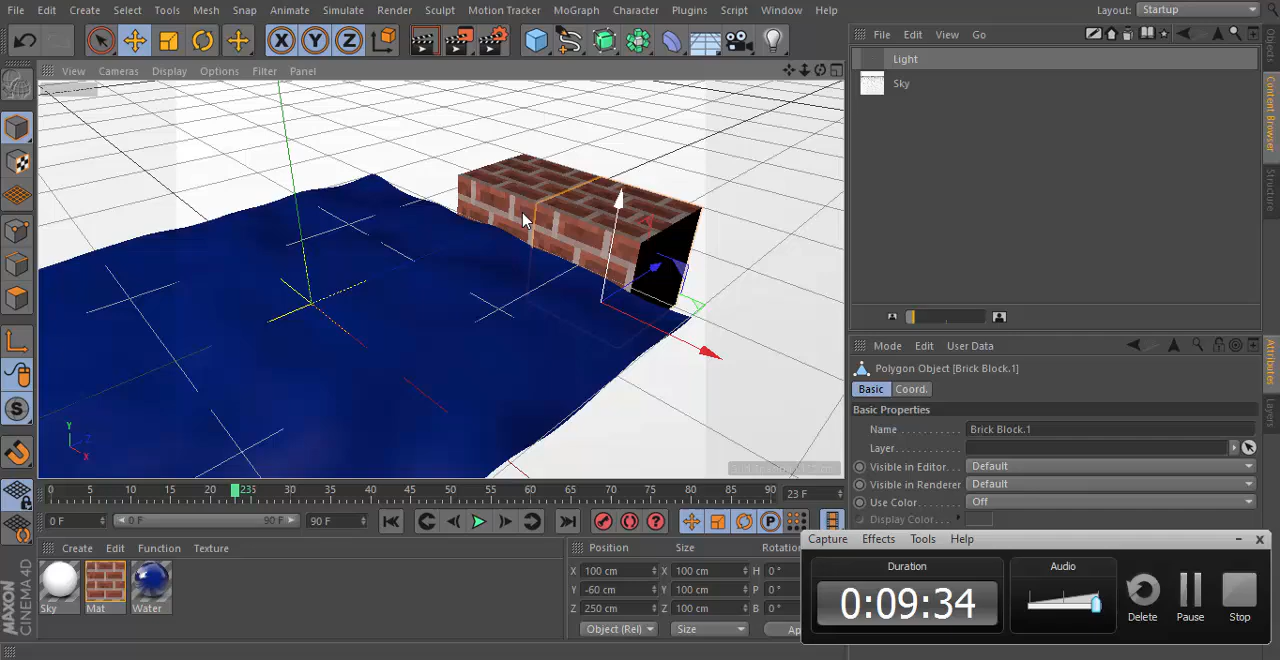 File Edit Create Select Tools Mesh Snap Animate Simulate Render Sculpt Motion Tracker MoGraph Character Plugins Script Window Help Layout: Startup
X Y Z
View Cameras Display Options Filter Panel
File Edit View Go
Light
Sky
Objects
Content Browser
Structure
Mode Edit User Data
Polygon Object [Brick Block.1]
Basic Coord.
Basic Properties
Name Brick Block.1
Layer
Visible in Editor Default
Visible in Renderer Default
Use Color Off
Display Color
Attributes
Layers
Y
Z
X
0 5 10 15 20 235 30 35 40 45 50 55 60 65 70 75 80 85 90 23 F
0 F 0 F 90 F 90 F
P
Create Edit Function Texture
Sky Mat Water
MAXON
CINEMA 4D
Position Size Rotatio
X 100 cm X 100 cm H 0 °
Y -60 cm Y 100 cm P 0 °
Z 250 cm Z 100 cm B 0 °
Object (Rel) Size Ap
Capture Effects Tools Help
Duration Audio
0:09:34
Delete Pause Stop